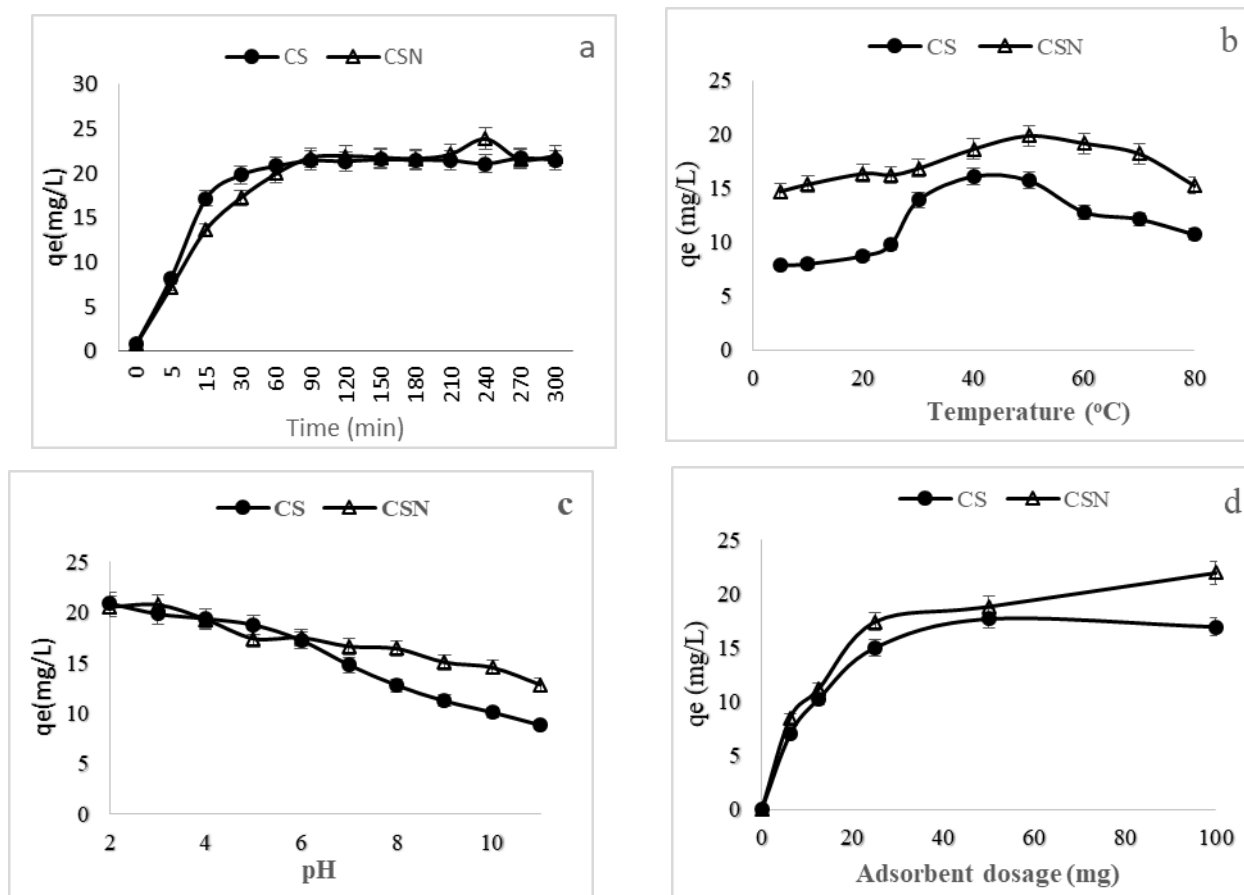 a
CS CSN
30
25
20
15
10
5
0
qe(mg/L)
0 5 15 30 60 90 120 150 180 210 240 270 300
Time (min)
b
CS CSN
25
20
15
10
5
0
qe (mg/L)
0 20 40 60 80
Temperature (°C)
c
CS CSN
25
20
15
10
5
0
qe(mg/L)
2 4 6 8 10
pH
d
CS CSN
25
20
15
10
5
0
qe (mg/L)
0 20 40 60 80 100
Adsorbent dosage (mg)